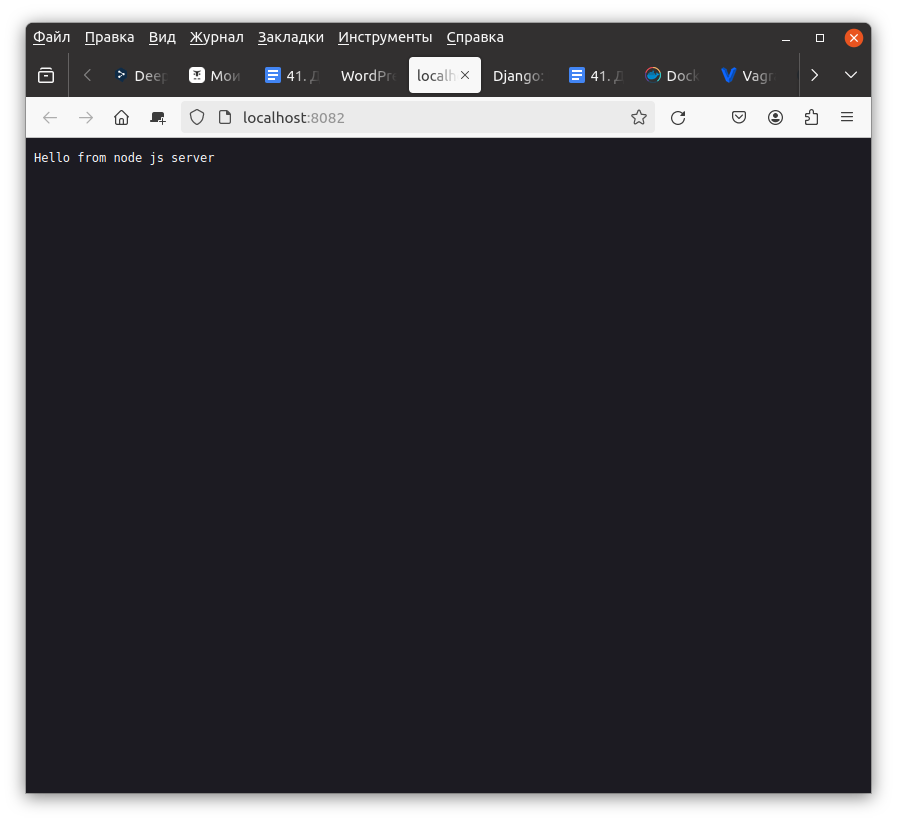 Файл Правка Вид Журнал Закладки Инструменты Справка
Deep Мои 41. Д WordPr localh Django: 41. Д Dock Vagr
localhost:8082
Hello from node js server